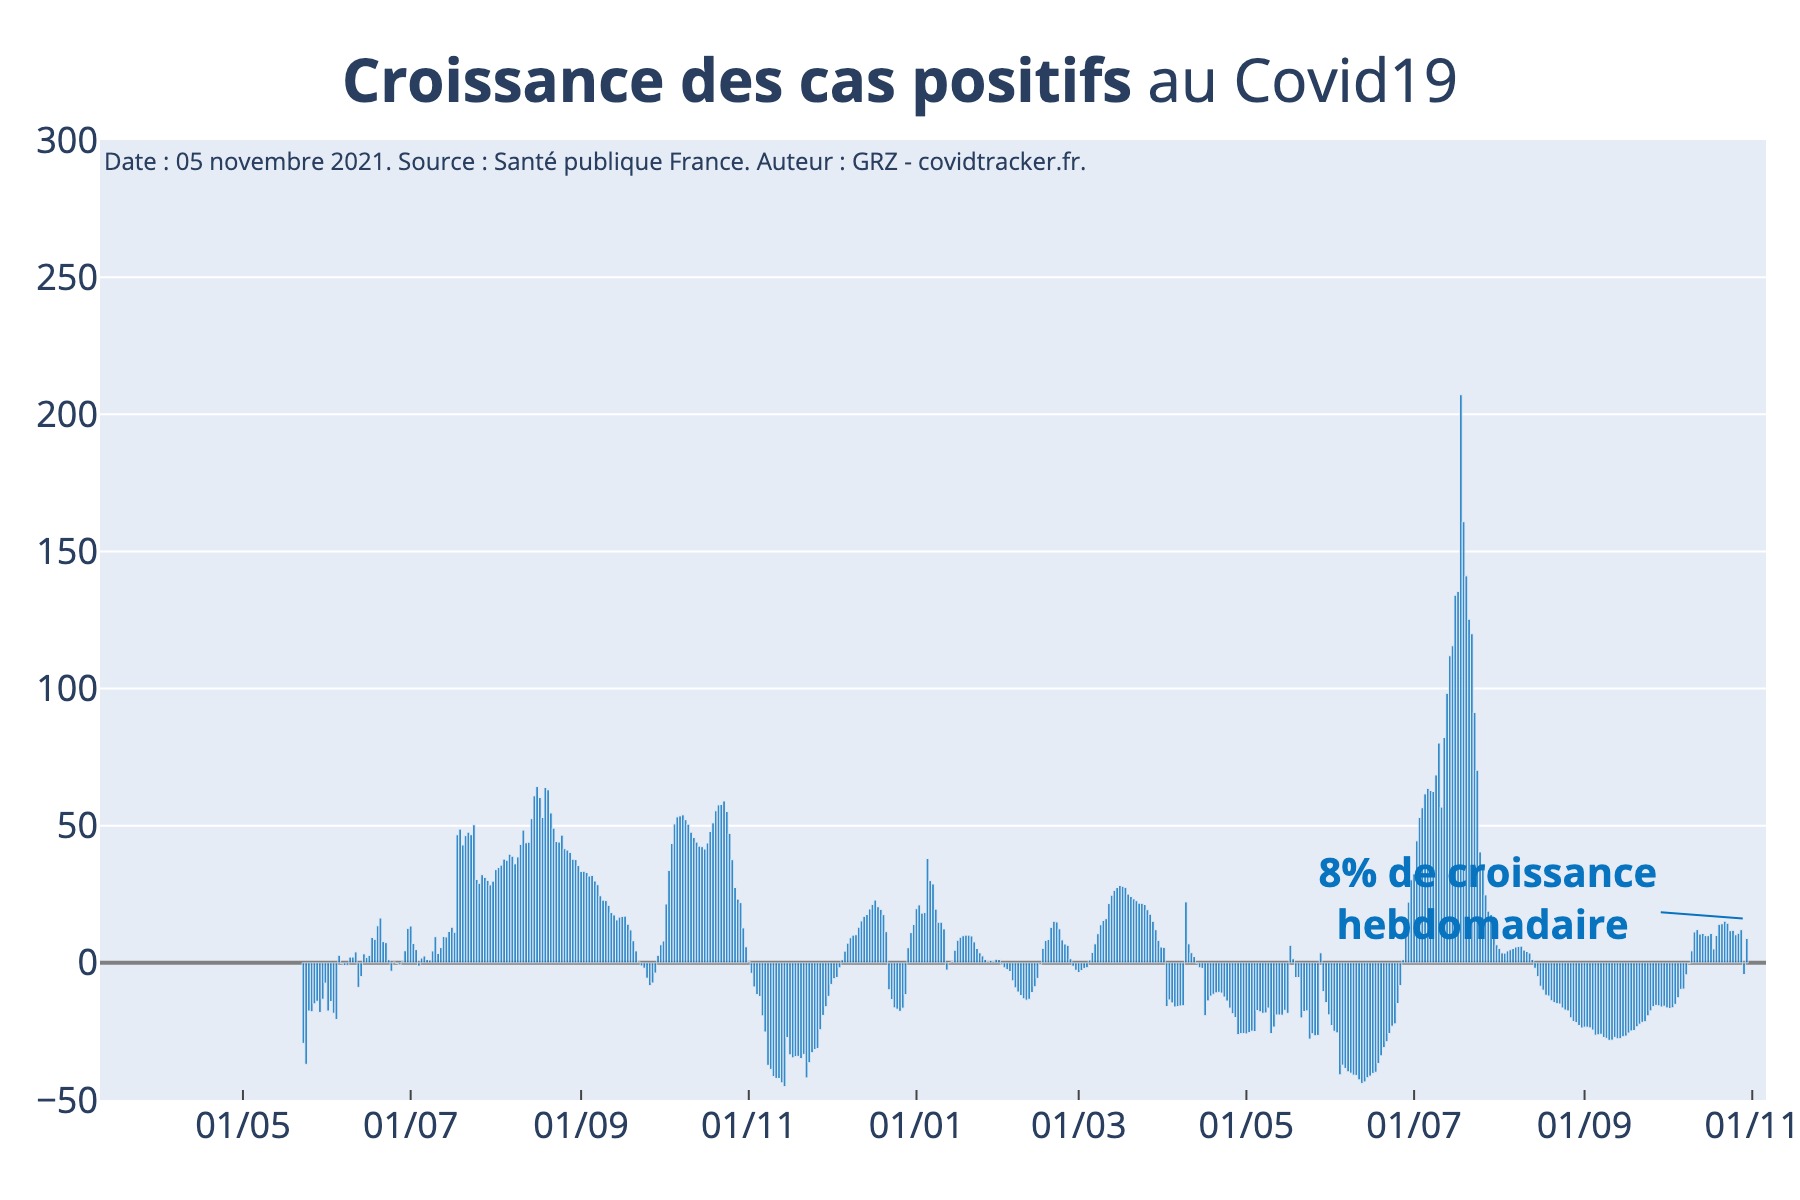 Croissance des cas positifs au Covid19
300
Date : 05 novembre 2021. Source : Santé publique France. Auteur : GRZ - covidtracker.fr.
250
200
150
100
50
8% de croissance
hebdomadaire
0
−50
01/05 01/07 01/09 01/11 01/01 01/03 01/05 01/07 01/09 01/11